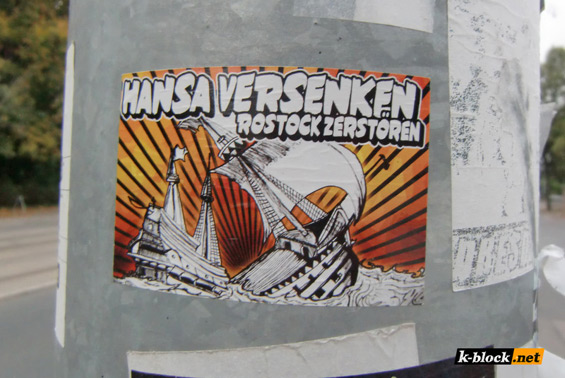 HANSA VERSENKEN
ROSTOCK ZERSTÖREN
k-block.net